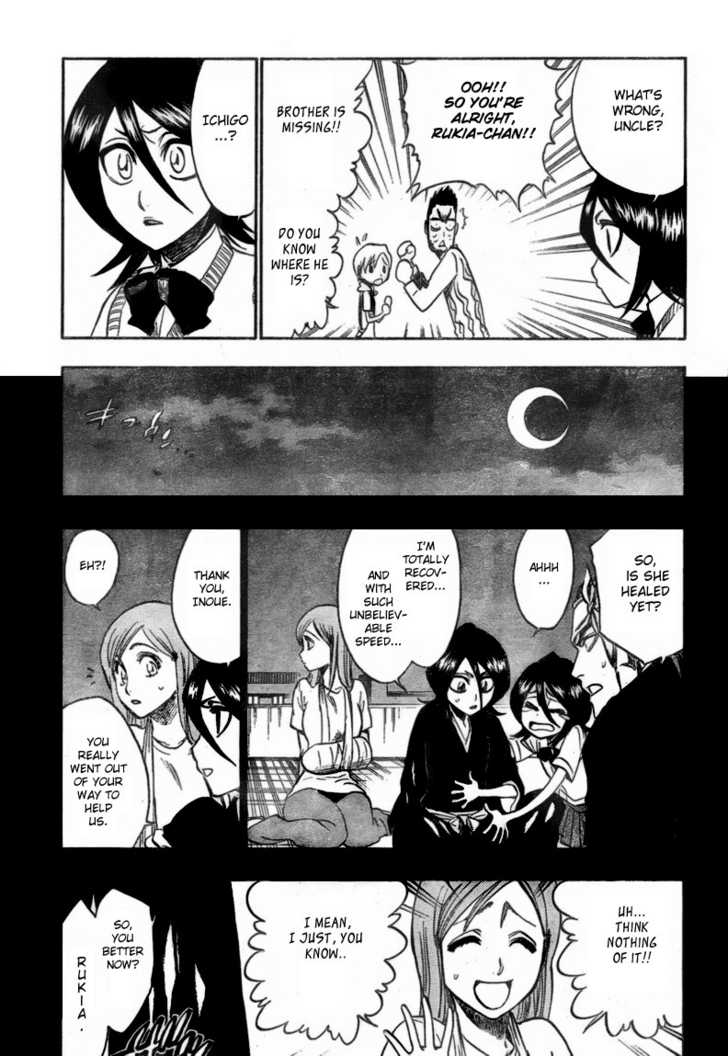 WHAT'S
WRONG,
UNCLE?
OOH!!
SO YOU'RE
ALRIGHT,
RUKIA-CHAN!!
BROTHER IS
MISSING!!
DO YOU
KNOW
WHERE HE
IS?
ICHIGO
...?
SO,
IS SHE
HEALED
YET?
AHHH
...
I'M
TOTALLY
RECOV-
ERED...
AND
WITH
SUCH
UNBELIEV-
ABLE
SPEED...
THANK
YOU,
INOUE.
EH?!
YOU
REALLY
WENT OUT
OF YOUR
WAY TO
HELP
US.
UH...
THINK
NOTHING
OF IT!!
I MEAN,
I JUST, YOU
KNOW..
SO,
YOU
BETTER
NOW?
RUKIA.